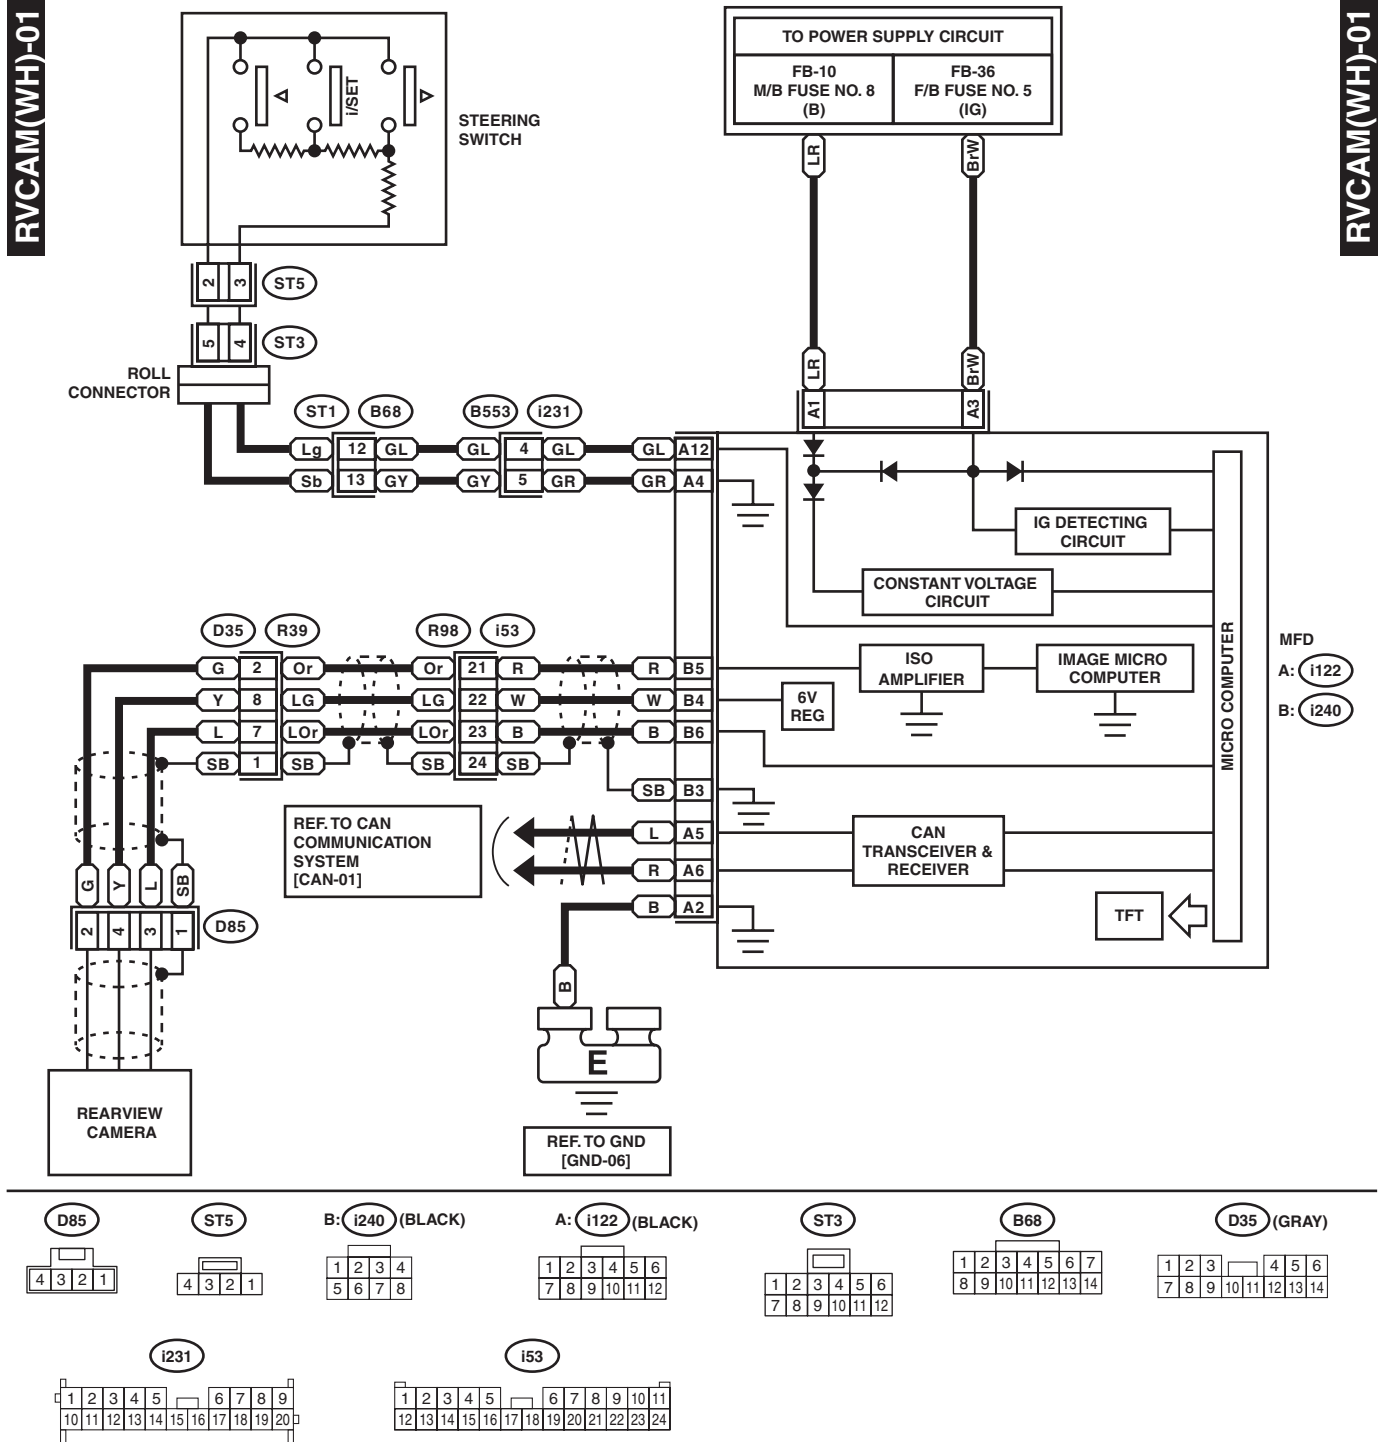 RVCAM(WH)-01
RVCAM(WH)-01
TO POWER SUPPLY CIRCUIT
FB-10
M/B FUSE NO. 8
(B)
FB-36
F/B FUSE NO. 5
(IG)
i/SET
STEERING
SWITCH
LR
BrW
2 3 ST5
5 4 ST3
ROLL
CONNECTOR
LR
BrW
A1
A3
ST1 B68 B553 i231
Lg 12 GL GL 4 GL GL A12
Sb 13 GY GY 5 GR GR A4
IG DETECTING
CIRCUIT
CONSTANT VOLTAGE
CIRCUIT
D35 R39 R98 i53
G 2 Or Or 21 R R B5
Y 8 LG LG 22 W W B4
L 7 LOr LOr 23 B B B6
SB 1 SB SB 24 SB
SB B3
ISO
AMPLIFIER
IMAGE MICRO
COMPUTER
6V
REG
MICRO COMPUTER
MFD
A: i122
B: i240
REF. TO CAN
COMMUNICATION
SYSTEM
[CAN-01]
L A5
R A6
B A2
CAN
TRANSCEIVER &
RECEIVER
TFT
G Y L SB
2 4 3 1 D85
B
E
REARVIEW
CAMERA
REF. TO GND
[GND-06]
D85
4 3 2 1
ST5
4 3 2 1
B: i240 (BLACK)
1 2 3 4
5 6 7 8
A: i122 (BLACK)
1 2 3 4 5 6
7 8 9 10 11 12
ST3
1 2 3 4 5 6
7 8 9 10 11 12
B68
1 2 3 4 5 6 7
8 9 10 11 12 13 14
D35 (GRAY)
1 2 3 4 5 6
7 8 9 10 11 12 13 14
i231
1 2 3 4 5 6 7 8 9
10 11 12 13 14 15 16 17 18 19 20
i53
1 2 3 4 5 6 7 8 9 10 11
12 13 14 15 16 17 18 19 20 21 22 23 24